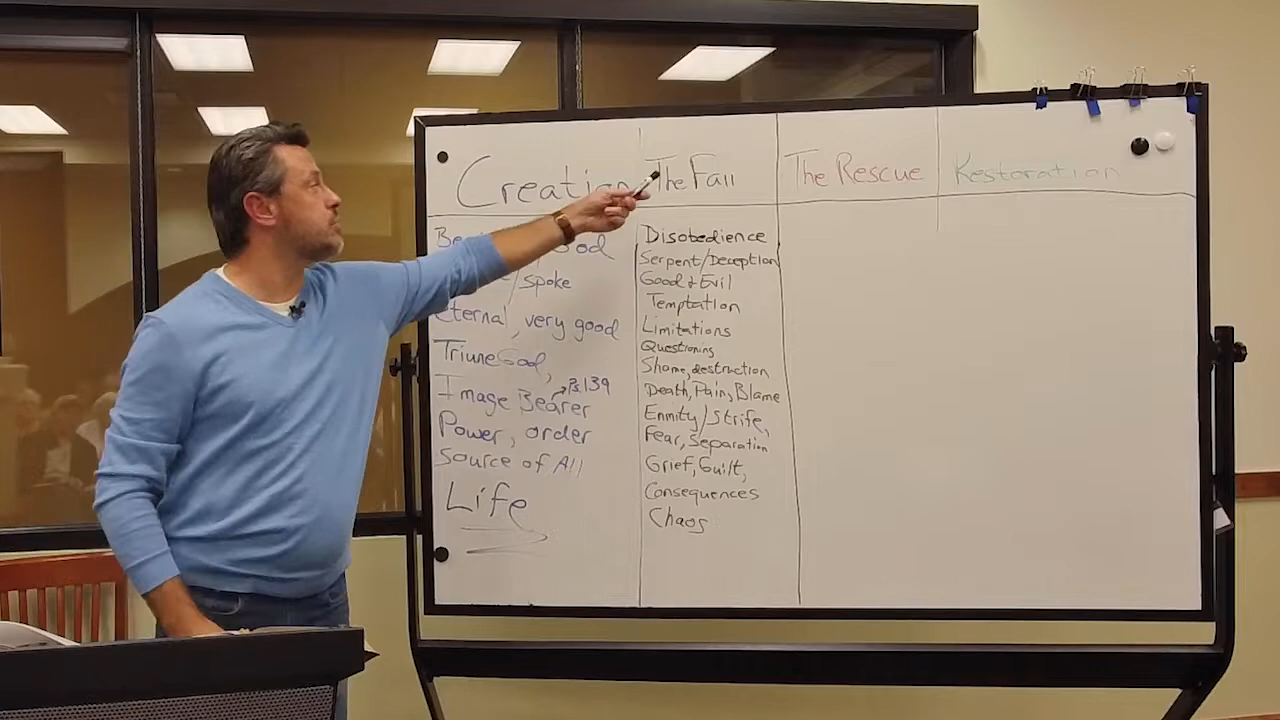 Creation
The Fall
The Rescue
Restoration
God
/spoke
eternal, very good
Triune God,
Image Bearer
Ps. 139
Power, order
Source of All
Life
Disobedience
Serpent/Deception
Good & Evil
Temptation
Limitations
Questioning
Shame, destruction
Death, Pain, Blame
Enmity/Strife,
Fear, Separation
Grief, Guilt,
Consequences
Chaos